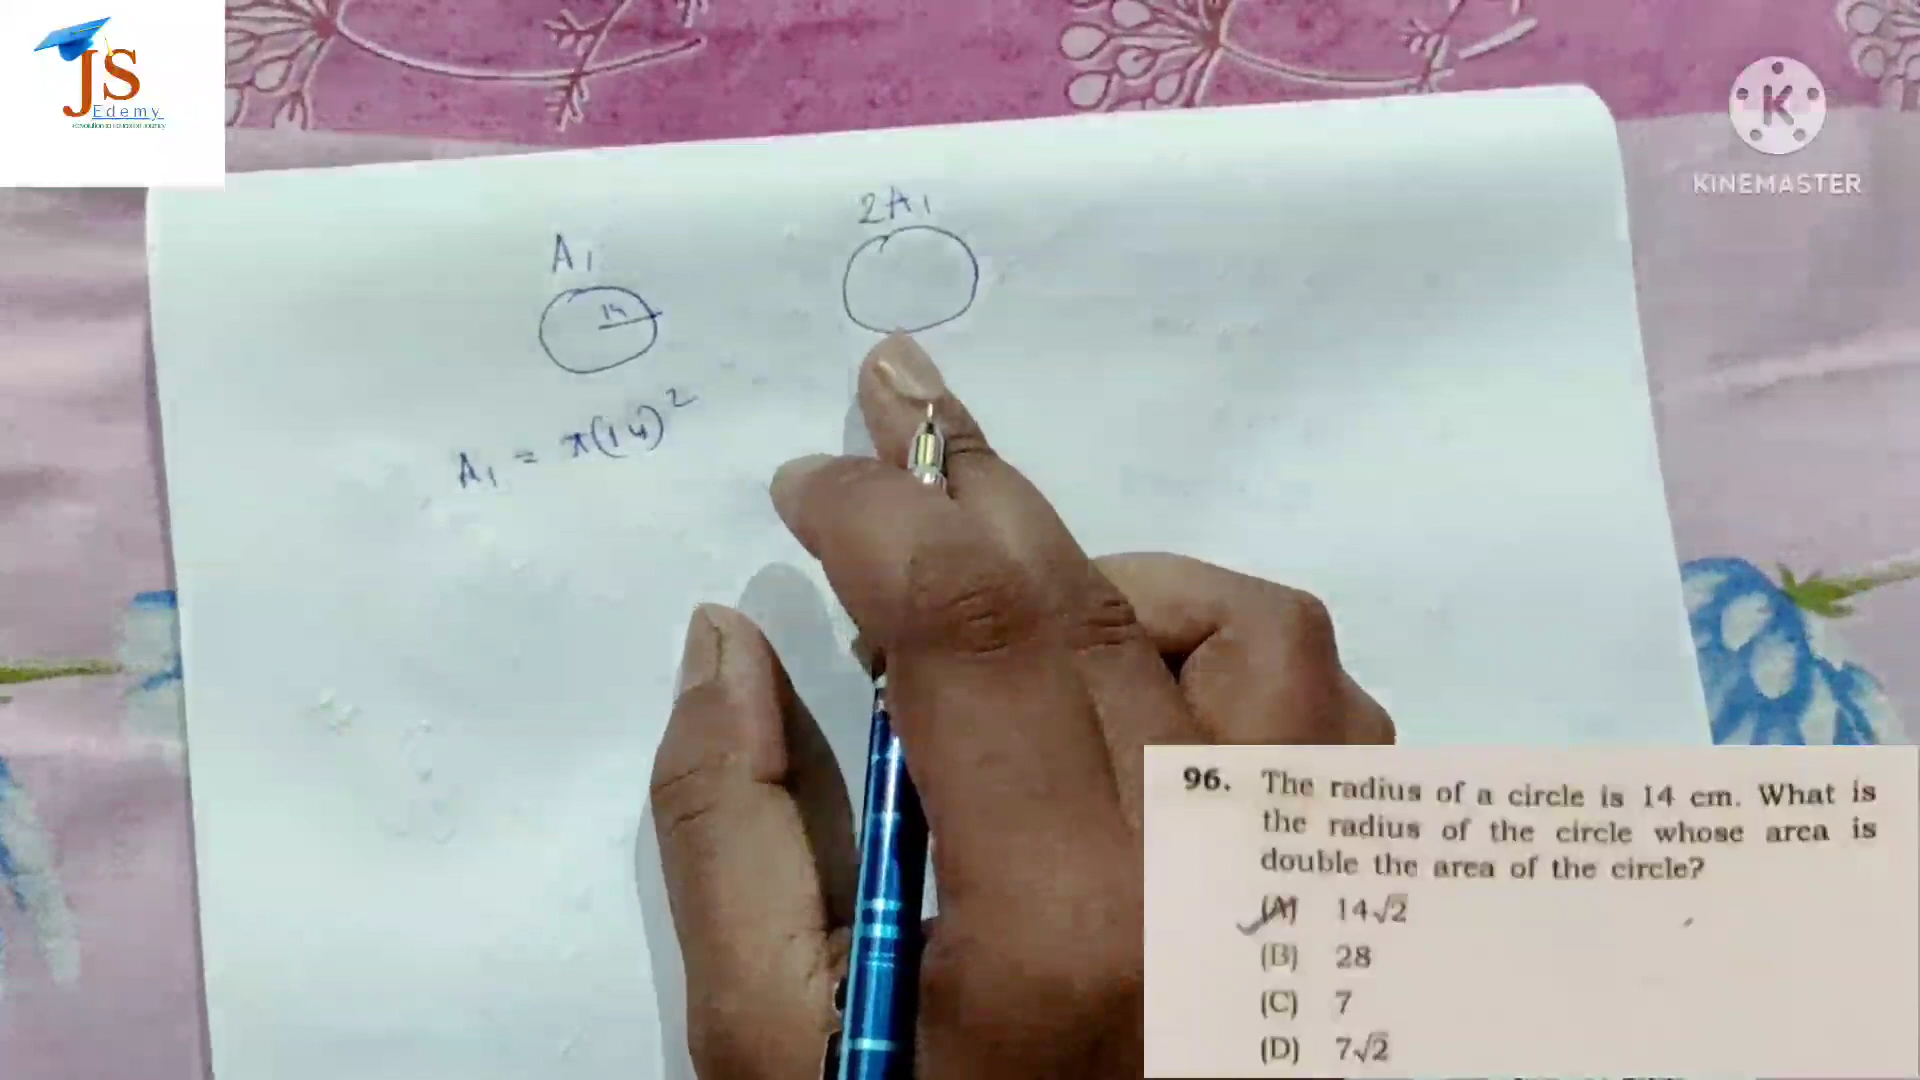 JS
Edemy
KINEMASTER
A₁
14
2A₁
A₁ = π(14)²
96. The radius of a circle is 14 cm. What is
the radius of the circle whose area is
double the area of the circle?
(A) 14√2
(B) 28
(C) 7
(D) 7√2